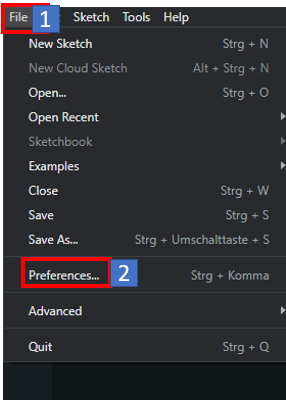 File 1 Sketch Tools Help
New Sketch Strg + N
New Cloud Sketch Alt + Strg + N
Open... Strg + O
Open Recent
Sketchbook
Examples
Close Strg + W
Save Strg + S
Save As... Strg + Umschalttaste + S
Preferences... 2 Strg + Komma
Advanced
Quit Strg + Q